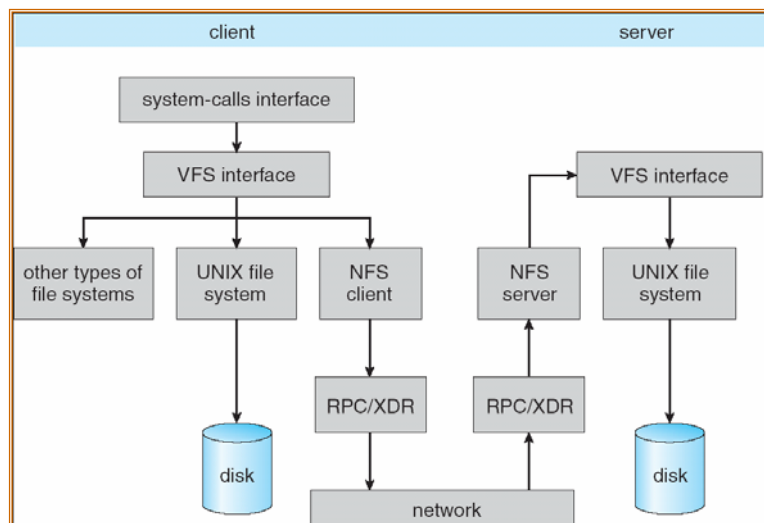 client
server
system-calls interface
VFS interface
VFS interface
other types of
file systems
UNIX file
system
NFS
client
NFS
server
UNIX file
system
RPC/XDR
RPC/XDR
disk
disk
network